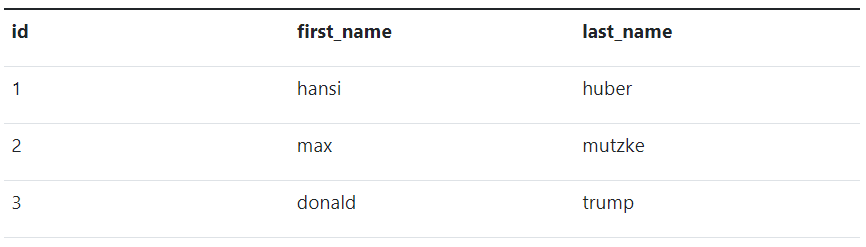 id first_name last_name
1 hansi huber
2 max mutzke
3 donald trump